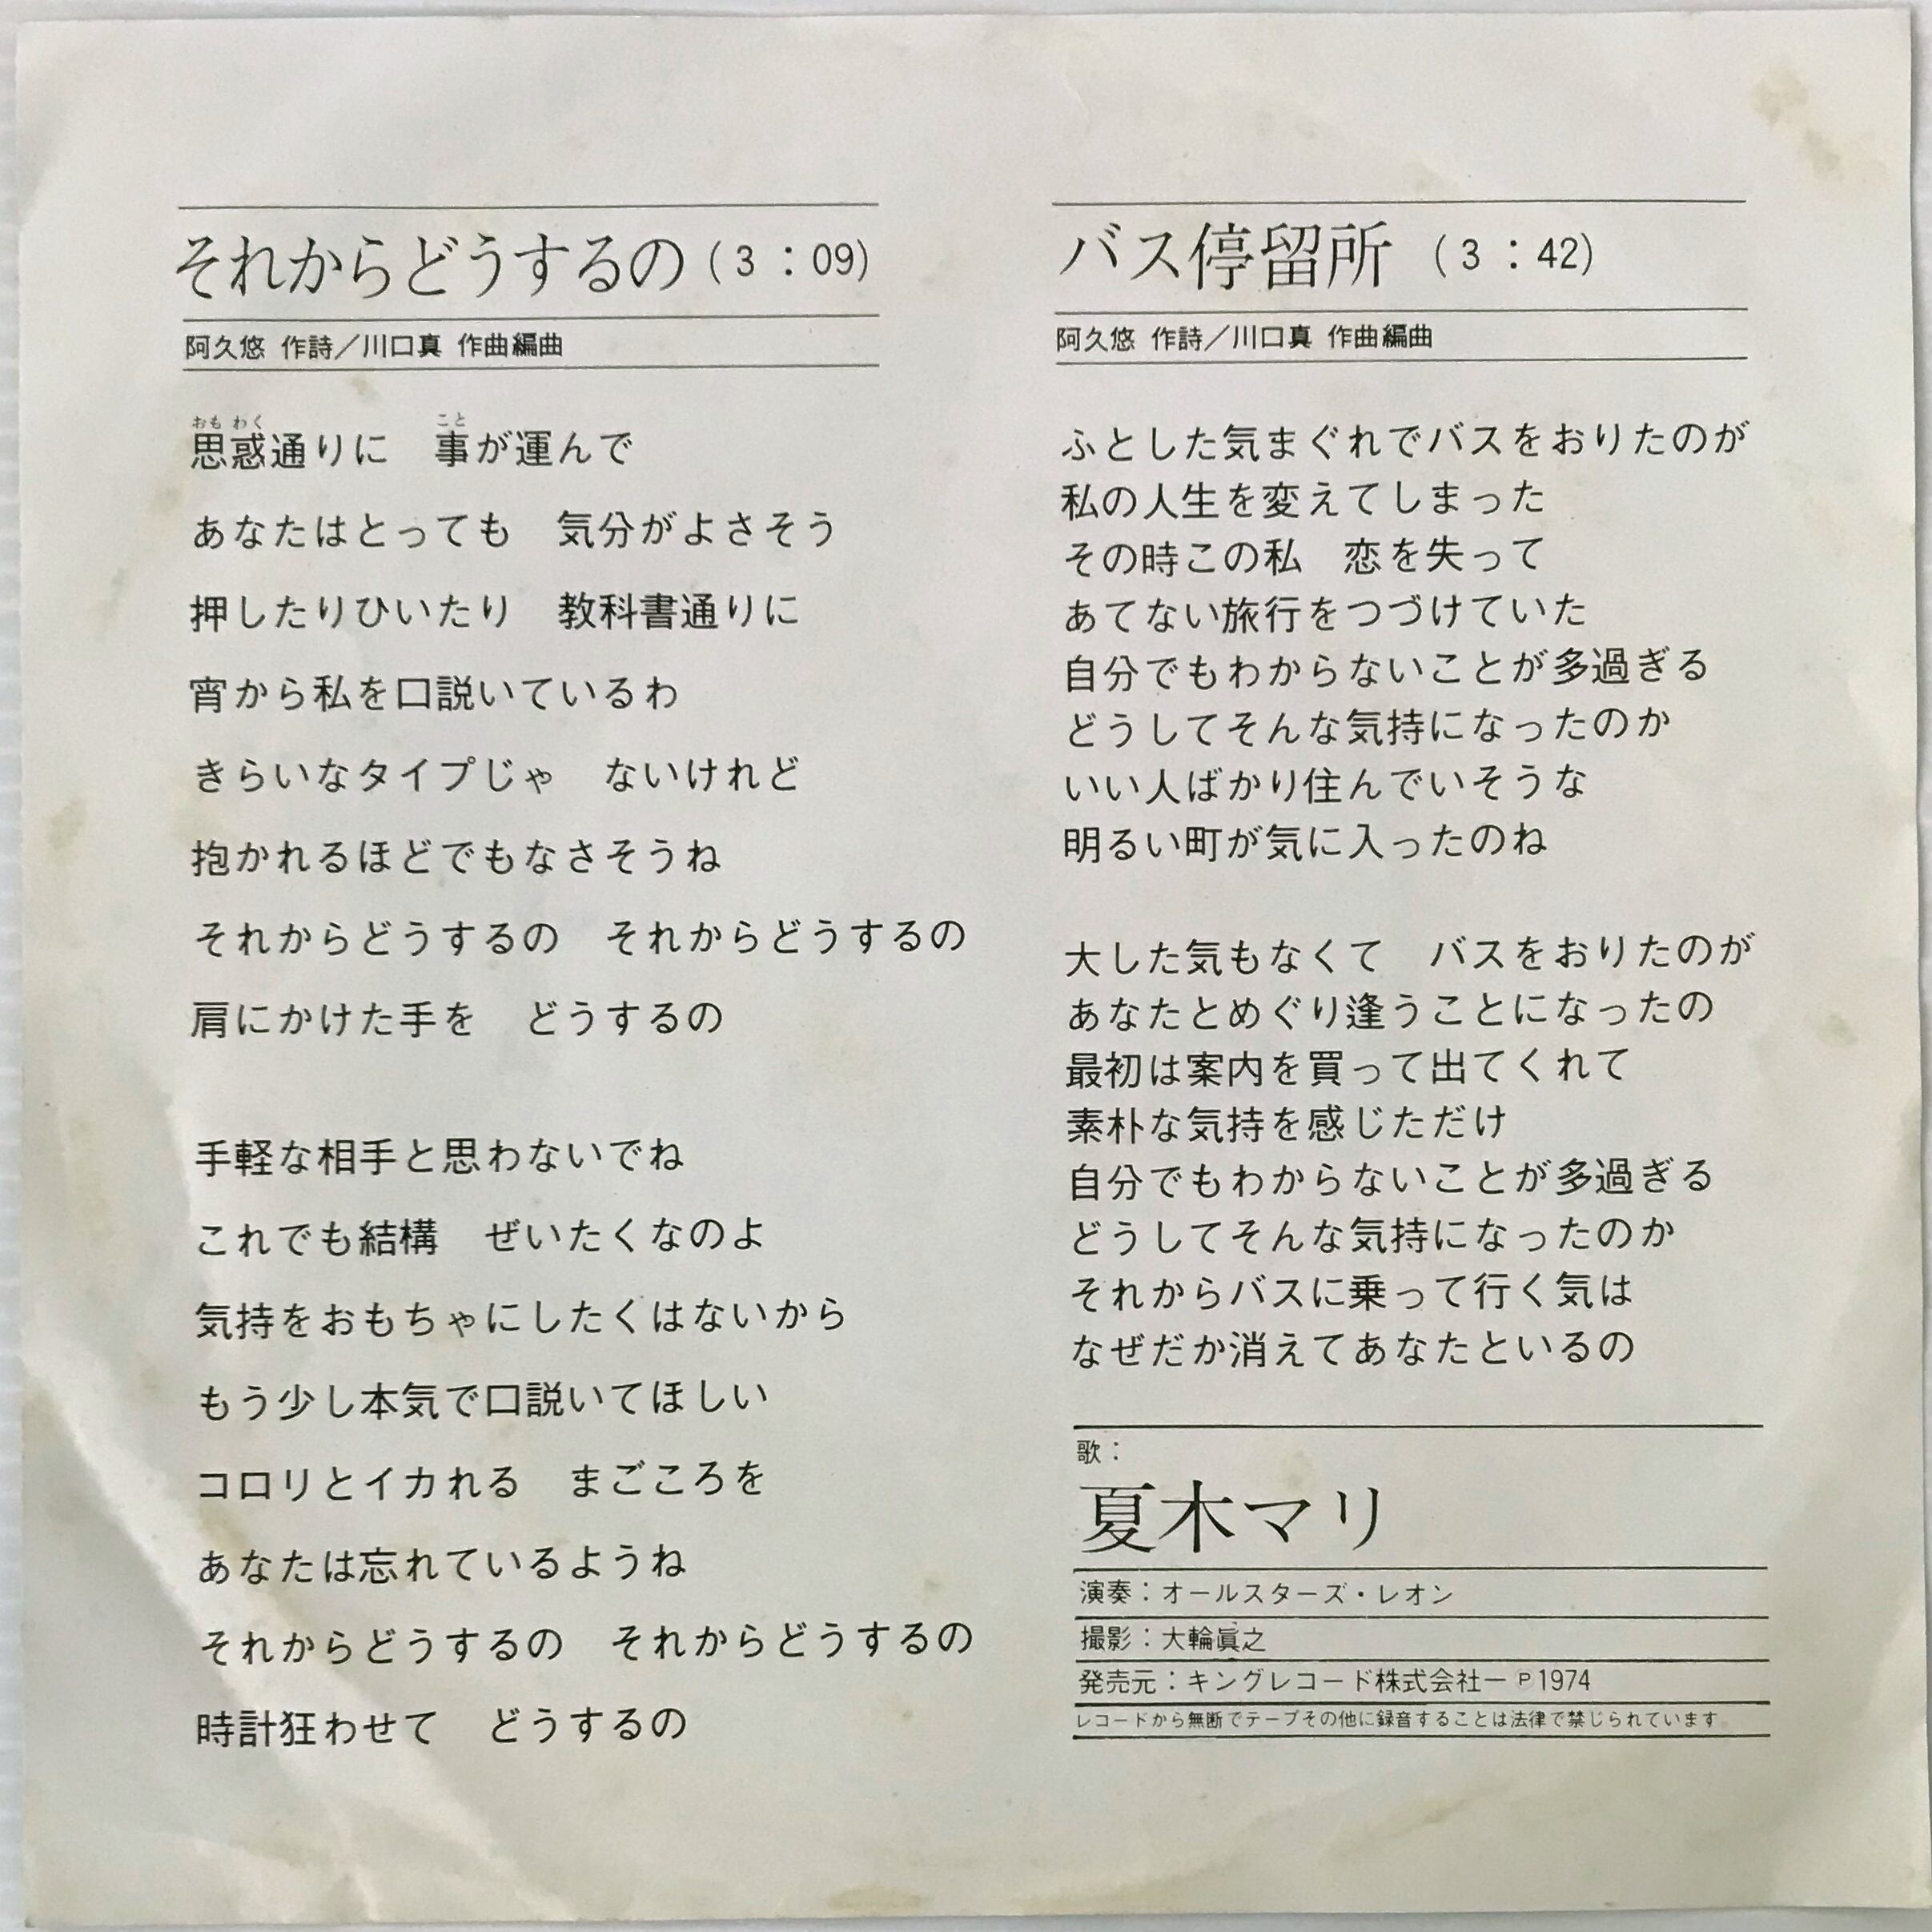 それからどうするの(3:09)
阿久悠 作詩/川口真 作曲編曲
おもわく こと
思惑通りに 事が運んで
あなたはとっても 気分がよさそう
押したりひいたり 教科書通りに
宵から私を口説いているわ
きらいなタイプじゃ ないけれど
抱かれるほどでもなさそうね
それからどうするの それからどうするの
肩にかけた手を どうするの
手軽な相手と思わないでね
これでも結構 ぜいたくなのよ
気持をおもちゃにしたくはないから
もう少し本気で口説いてほしい
コロリとイカれる まごころを
あなたは忘れているようね
それからどうするの それからどうするの
時計狂わせて どうするの
バス停留所 (3:42)
阿久悠 作詩/川口真 作曲編曲
ふとした気まぐれでバスをおりたのが
私の人生を変えてしまった
その時この私 恋を失って
あてない旅行をつづけていた
自分でもわからないことが多過ぎる
どうしてそんな気持になったのか
いい人ばかり住んでいそうな
明るい町が気に入ったのね
大した気もなくて バスをおりたのが
あなたとめぐり逢うことになったの
最初は案内を買って出てくれて
素朴な気持を感じただけ
自分でもわからないことが多過ぎる
どうしてそんな気持になったのか
それからバスに乗って行く気は
なぜだか消えてあなたといるの
歌:
夏木マリ
演奏:オールスターズ・レオン
撮影:大輪眞之
発売元:キングレコード株式会社ー ℗1974
レコードから無断でテープその他に録音することは法律で禁じられています。